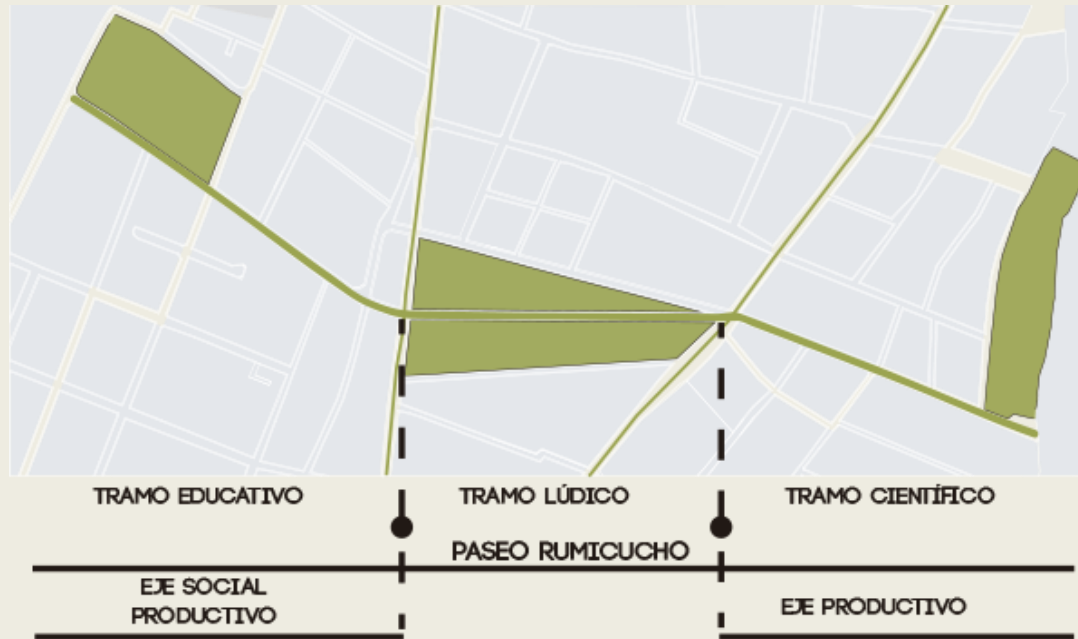 TRAMO EDUCATIVO
TRAMO LÚDICO
TRAMO CIENTÍFICO
PASEO RUMICUCHO
EJE SOCIAL
PRODUCTIVO
EJE PRODUCTIVO